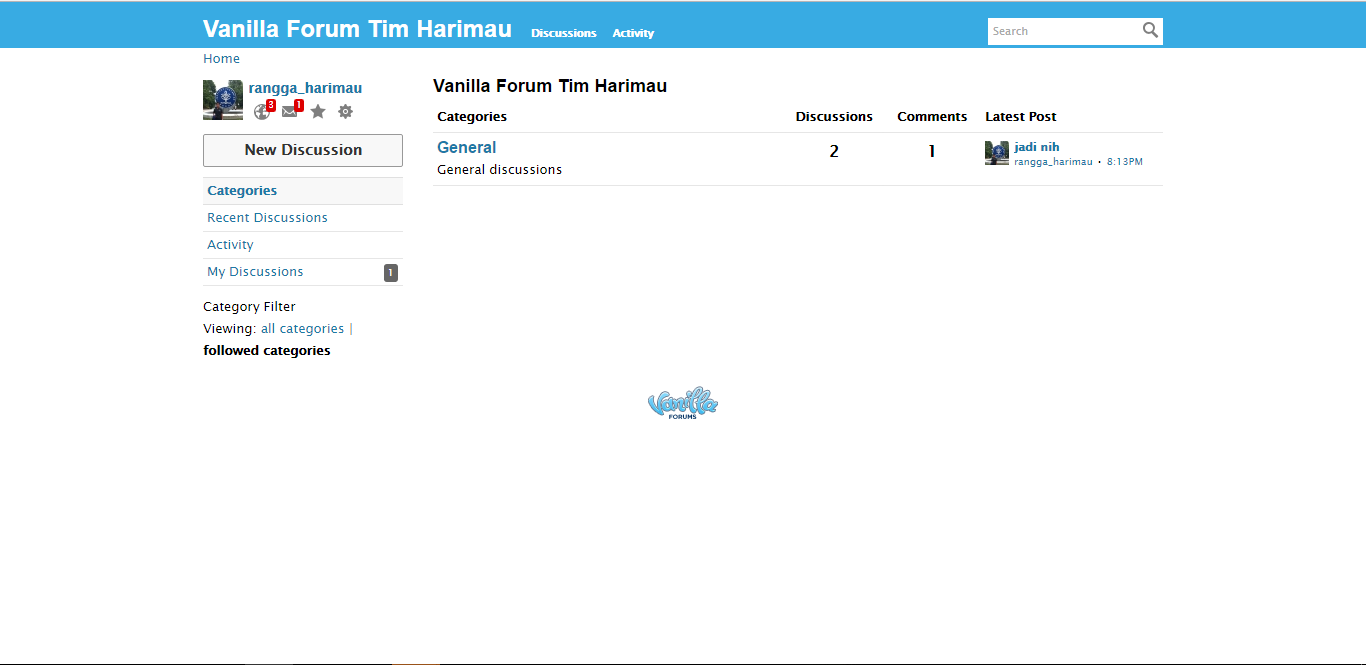 Vanilla Forum Tim Harimau Discussions Activity Search
Home
rangga_harimau
3 1
New Discussion
Categories
Recent Discussions
Activity
My Discussions 1
Category Filter
Viewing: all categories |
followed categories
Vanilla Forum Tim Harimau
Categories Discussions Comments Latest Post
General 2 1 jadi nih
General discussions rangga_harimau • 8:13PM
Vanilla
FORUMS